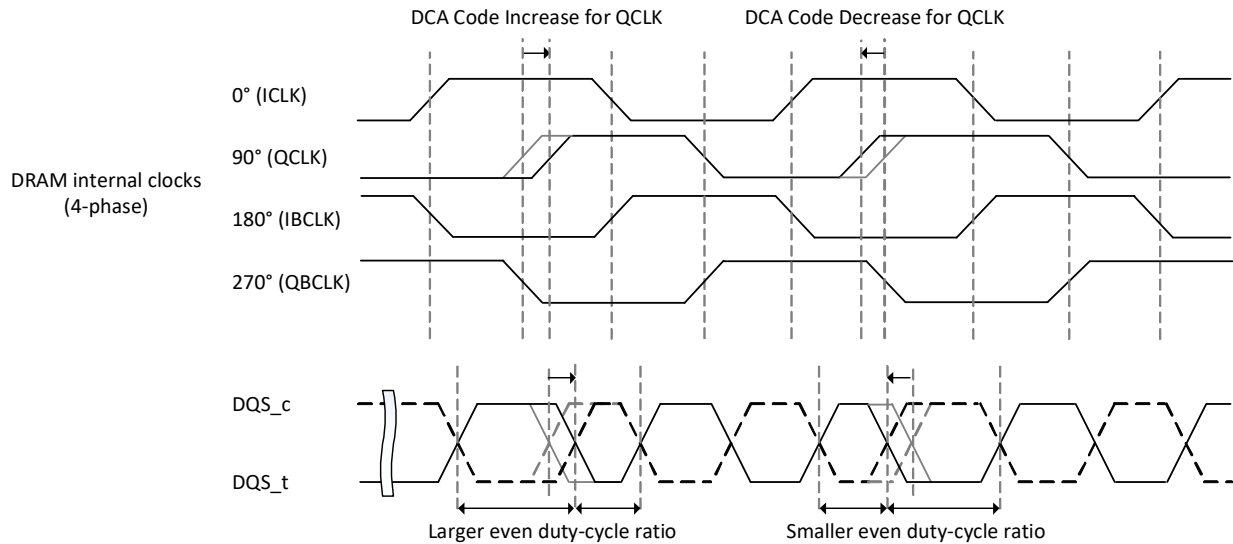 DCA Code Increase for QCLK
DCA Code Decrease for QCLK
0° (ICLK)
90° (QCLK)
DRAM internal clocks
(4-phase)
180° (IBCLK)
270° (QBCLK)
DQS_c
DQS_t
Larger even duty-cycle ratio
Smaller even duty-cycle ratio